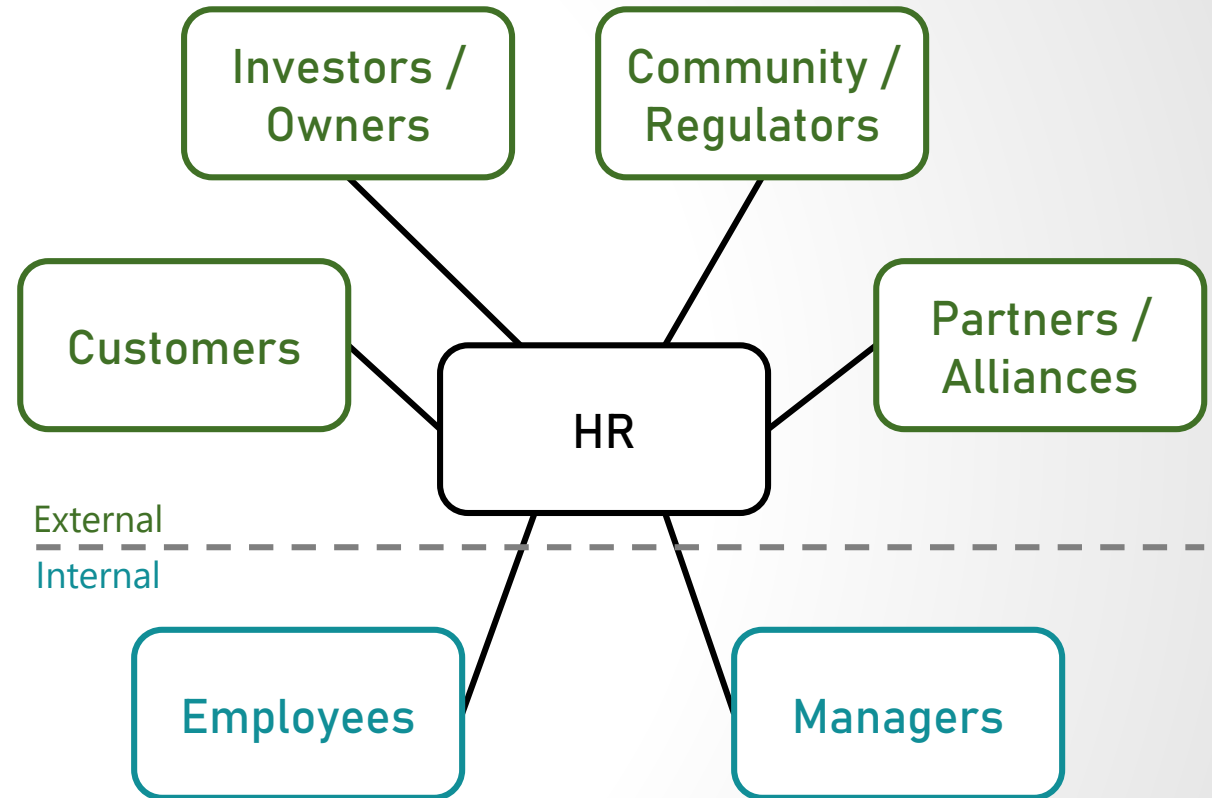 Investors /
Owners
Community /
Regulators
Customers
Partners /
Alliances
HR
External
Internal
Employees
Managers